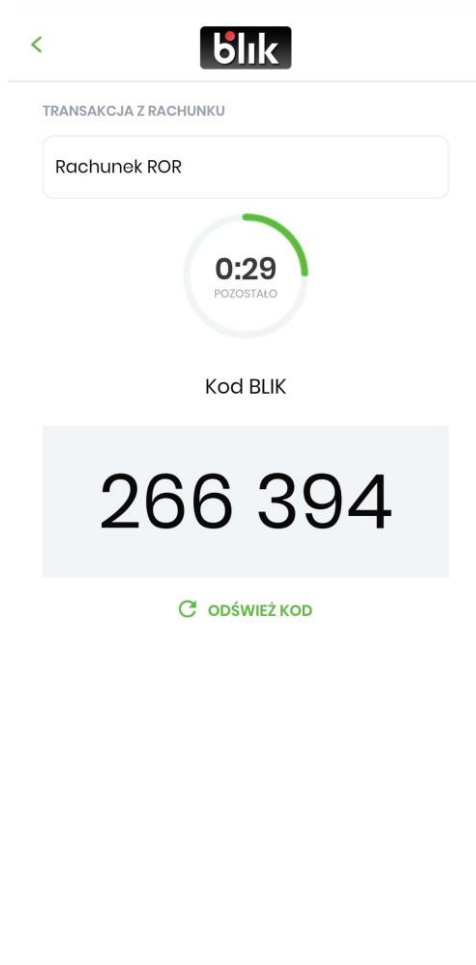 blik
TRANSAKCJA Z RACHUNKU
Rachunek ROR
0:29
POZOSTAŁO
Kod BLIK
266 394
ODŚWIEŻ KOD